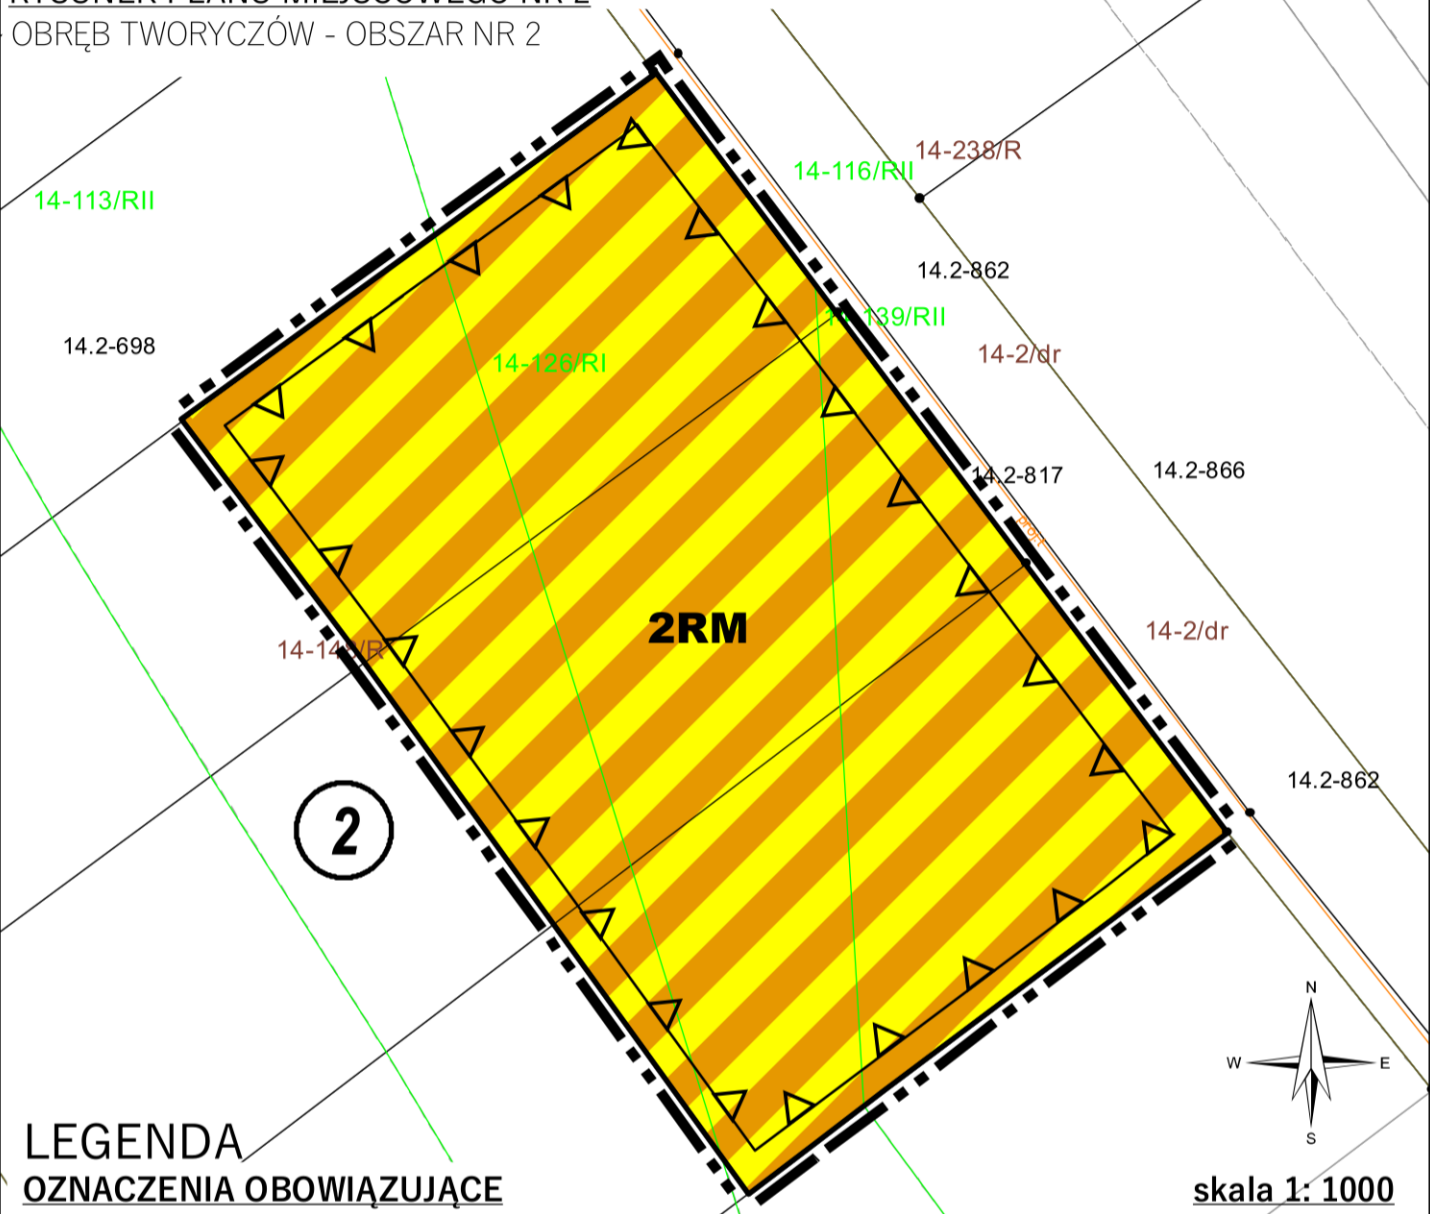 OBRĘB TWORYCZÓW - OBSZAR NR 2
14-238/R
14-116/RII
14-113/RII
14.2-862
139/RII
14.2-698
14-2/dr
14-126/RI
14.2-866
14.2-817
2RM
14-2/dr
14.2-862
2
N
W
E
S
LEGENDA
OZNACZENIA OBOWIĄZUJĄCE
skala 1: 1000